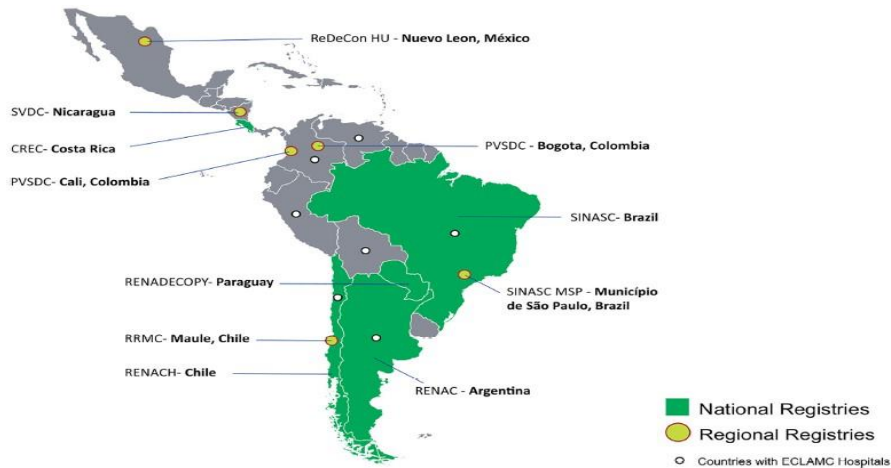 ReDeCon HU - Nuevo Leon, México
SVDC- Nicaragua
CREC- Costa Rica
PVSDC - Bogota, Colombia
PVSDC- Cali, Colombia
SINASC- Brazil
RENADECOPY- Paraguay
SINASC MSP - Município
de São Paulo, Brazil
RRMC- Maule, Chile
RENACH- Chile
RENAC - Argentina
National Registries
Regional Registries
Countries with ECLAMC Hospitals